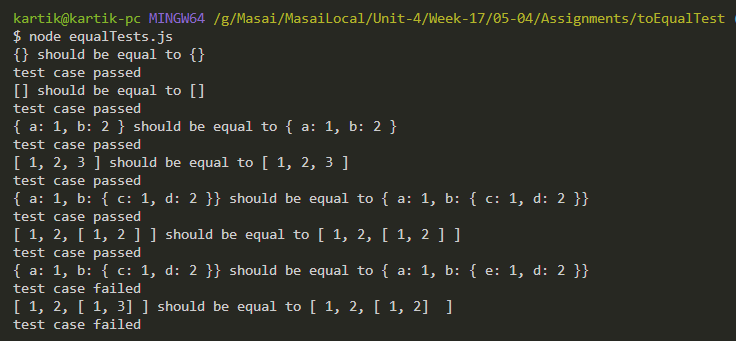 kartik@kartik-pc MINGW64 /g/Masai/MasaiLocal/Unit-4/Week-17/05-04/Assignments/toEqualTest
$ node equalTests.js
{} should be equal to {}
test case passed
[] should be equal to []
test case passed
{ a: 1, b: 2 } should be equal to { a: 1, b: 2 }
test case passed
[ 1, 2, 3 ] should be equal to [ 1, 2, 3 ]
test case passed
{ a: 1, b: { c: 1, d: 2 }} should be equal to { a: 1, b: { c: 1, d: 2 }}
test case passed
[ 1, 2, [ 1, 2 ] ] should be equal to [ 1, 2, [ 1, 2 ] ]
test case passed
{ a: 1, b: { c: 1, d: 2 }} should be equal to { a: 1, b: { e: 1, d: 2 }}
test case failed
[ 1, 2, [ 1, 3] ] should be equal to [ 1, 2, [ 1, 2]  ]
test case failed